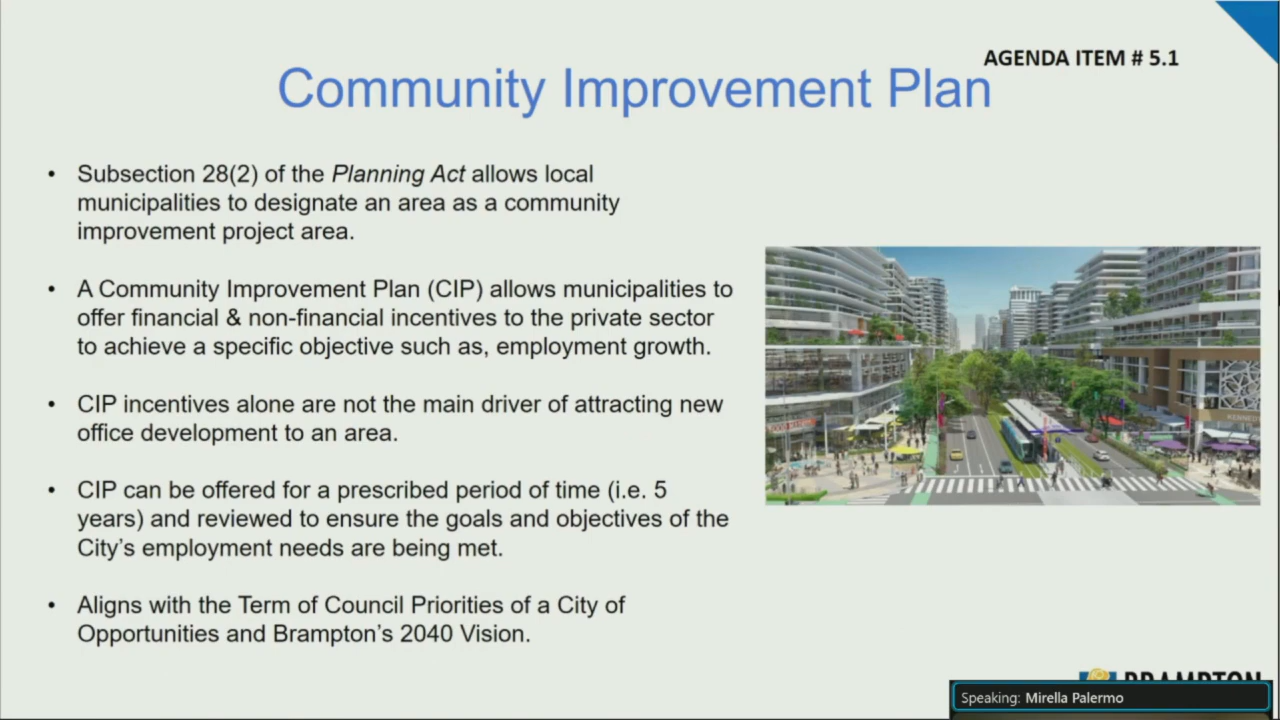 AGENDA ITEM # 5.1
Community Improvement Plan
• Subsection 28(2) of the Planning Act allows local
municipalities to designate an area as a community
improvement project area.
• A Community Improvement Plan (CIP) allows municipalities to
offer financial & non-financial incentives to the private sector
to achieve a specific objective such as, employment growth.
• CIP incentives alone are not the main driver of attracting new
office development to an area.
• CIP can be offered for a prescribed period of time (i.e. 5
years) and reviewed to ensure the goals and objectives of the
City's employment needs are being met.
• Aligns with the Term of Council Priorities of a City of
Opportunities and Brampton's 2040 Vision.
BRAMPTON
Speaking: Mirella Palermo